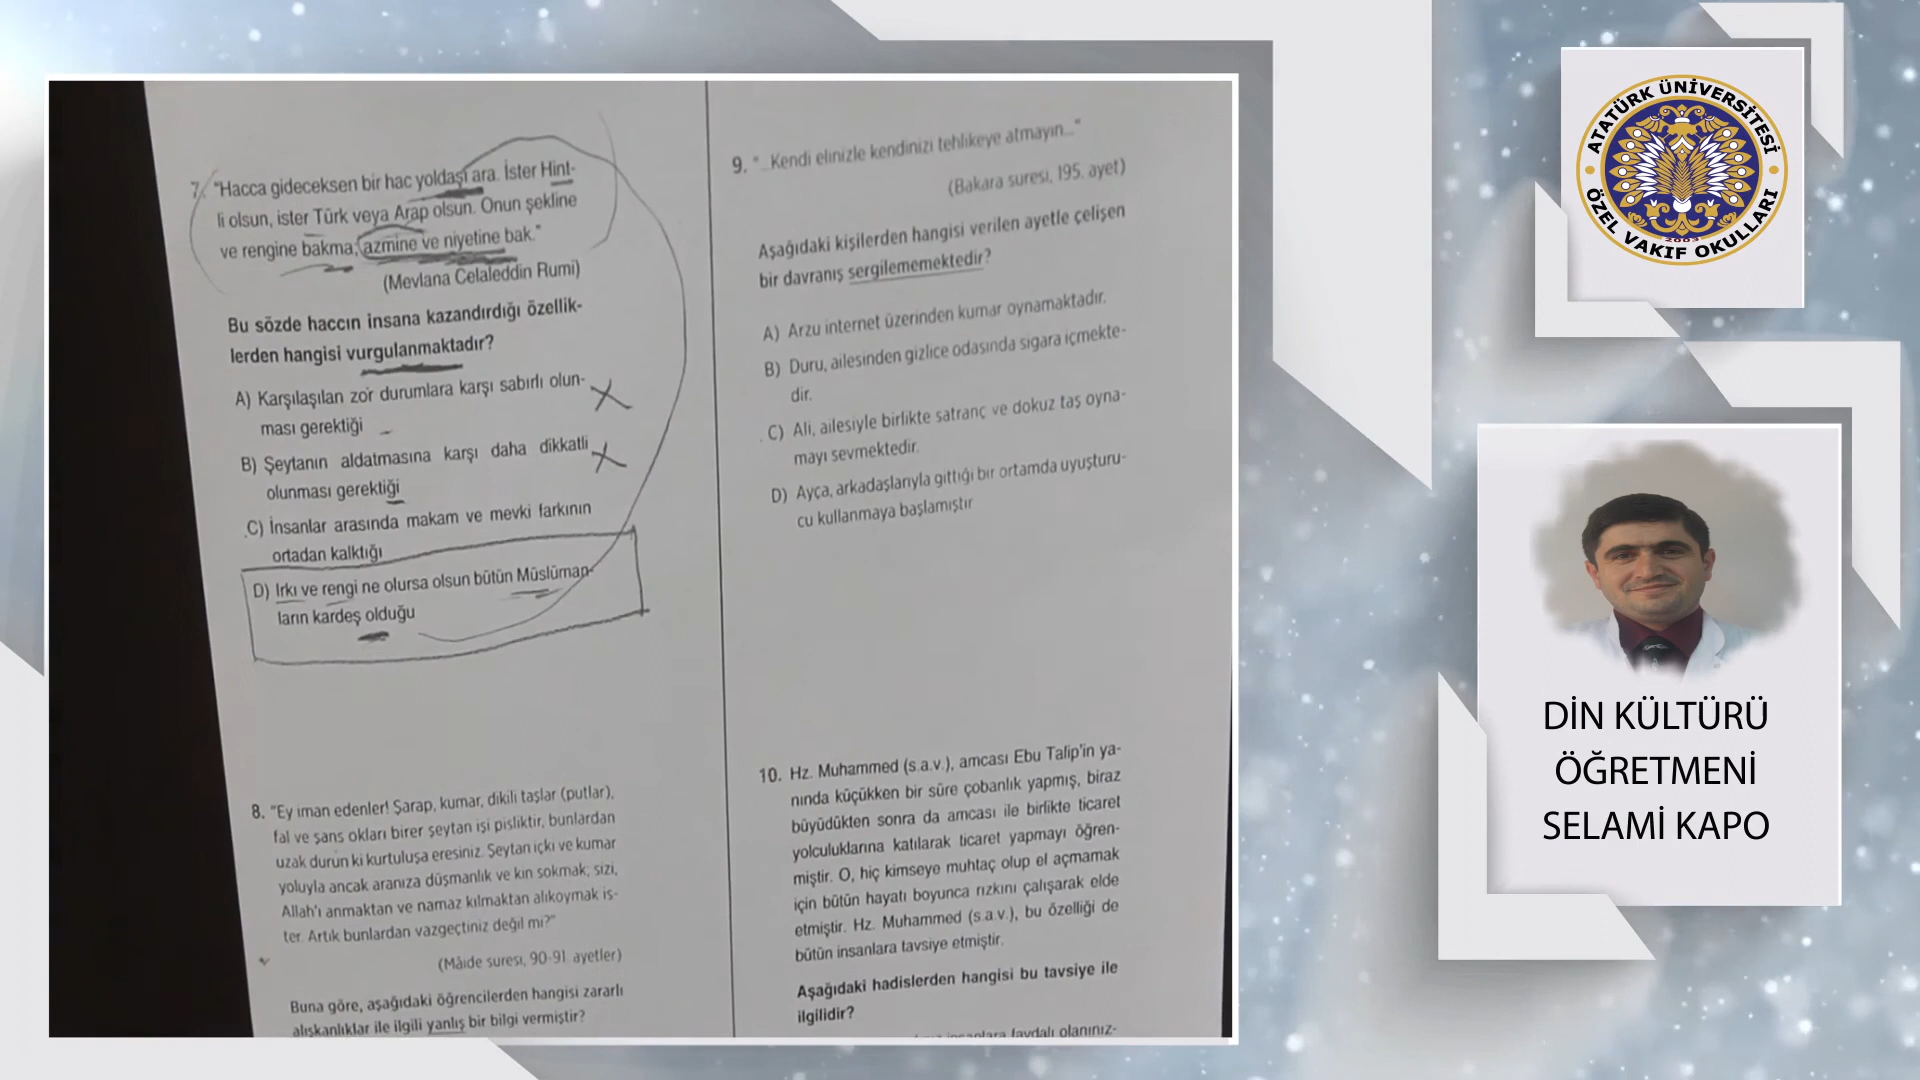 7. "Hacca gideceksen bir hac yoldaşı ara. İster Hint-
li olsun, ister Türk veya Arap olsun. Onun şekline
ve rengine bakma; azmine ve niyetine bak."
(Mevlana Celaleddin Rumi)
Bu sözde haccın insana kazandırdığı özellik-
lerden hangisi vurgulanmaktadır?
A) Karşılaşılan zor durumlara karşı sabırlı olun-
ması gerektiği
B) Şeytanın aldatmasına karşı daha dikkatli
olunması gerektiği
C) İnsanlar arasında makam ve mevki farkının
ortadan kalktığı
D) Irkı ve rengi ne olursa olsun bütün Müslüman-
ların kardeş olduğu
8. "Ey iman edenler! Şarap, kumar, dikili taşlar (putlar),
fal ve şans okları birer şeytan işi pisliktir, bunlardan
uzak durun ki kurtuluşa eresiniz. Şeytan içki ve kumar
yoluyla ancak aranıza düşmanlık ve kin sokmak; sizi,
Allah'ı anmaktan ve namaz kılmaktan alıkoymak is-
ter. Artık bunlardan vazgeçtiniz değil mi?"
(Mâide suresi, 90-91. ayetler)
Buna göre, aşağıdaki öğrencilerden hangisi zararlı
alışkanlıklar ile ilgili yanlış bir bilgi vermiştir?
9. "...Kendi elinizle kendinizi tehlikeye atmayın..."
(Bakara suresi, 195. ayet)
Aşağıdaki kişilerden hangisi verilen ayetle çelişen
bir davranış sergilememektedir?
A) Arzu internet üzerinden kumar oynamaktadır.
B) Duru, ailesinden gizlice odasında sigara içmekte-
dir.
C) Ali, ailesiyle birlikte satranç ve dokuz taş oyna-
mayı sevmektedir.
D) Ayça, arkadaşlarıyla gittiği bir ortamda uyuşturu-
cu kullanmaya başlamıştır
10. Hz. Muhammed (s.a.v.), amcası Ebu Talip'in ya-
nında küçükken bir süre çobanlık yapmış, biraz
büyüdükten sonra da amcası ile birlikte ticaret
yolculuklarına katılarak ticaret yapmayı öğren-
miştir. O, hiç kimseye muhtaç olup el açmamak
için bütün hayatı boyunca rızkını çalışarak elde
etmiştir. Hz. Muhammed (s.a.v.), bu özelliği de
bütün insanlara tavsiye etmiştir.
Aşağıdaki hadislerden hangisi bu tavsiye ile
ilgilidir?
insanlara faydalı olanınız-
ATATÜRK ÜNİVERSİTESİ
ÖZEL VAKIF OKULLARI
2003
DİN KÜLTÜRÜ
ÖĞRETMENİ
SELAMİ KAPO